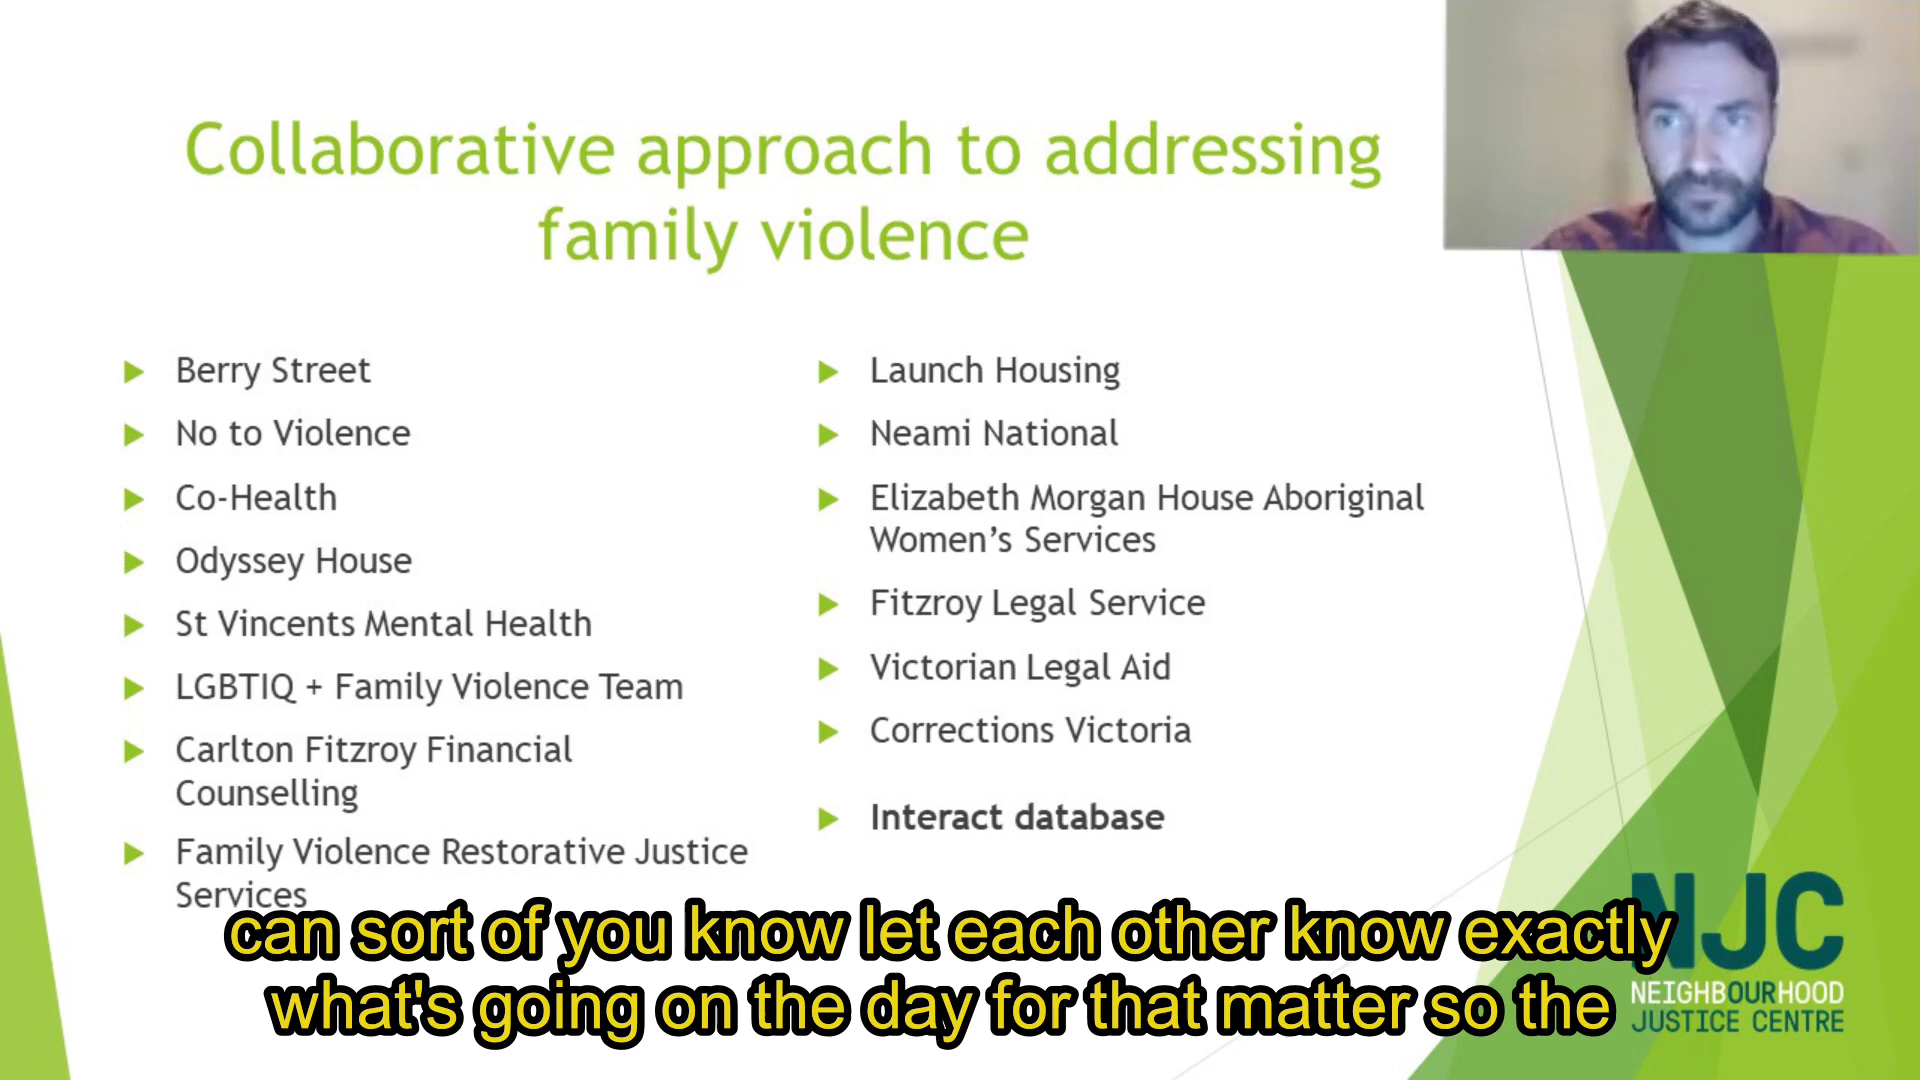 Collaborative approach to addressing
family violence
Berry Street
No to Violence
Co-Health
Odyssey House
St Vincents Mental Health
LGBTIQ + Family Violence Team
Carlton Fitzroy Financial
Counselling
Family Violence Restorative Justice
Services
Launch Housing
Neami National
Elizabeth Morgan House Aboriginal
Women’s Services
Fitzroy Legal Service
Victorian Legal Aid
Corrections Victoria
Interact database
NJC
NEIGHBOURHOOD
JUSTICE CENTRE
can sort of you know let each other know exactly
what's going on the day for that matter so the